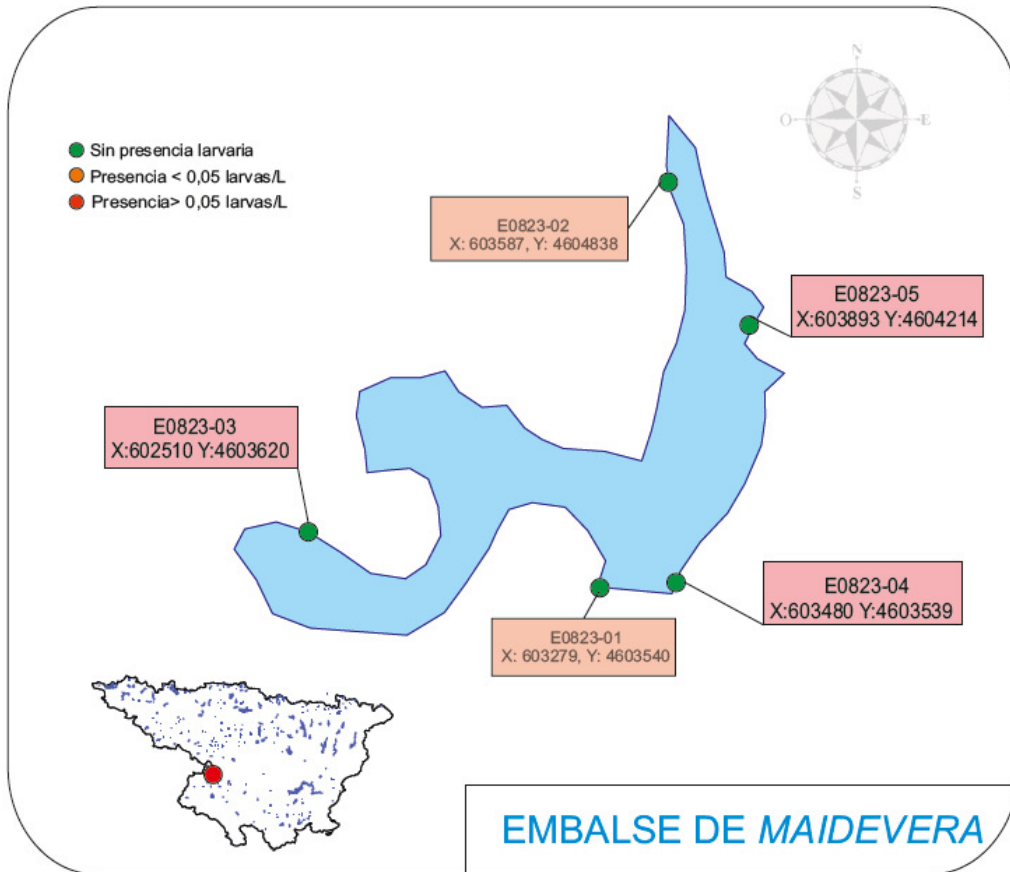 N
O
E
S
Sin presencia larvaria
Presencia < 0,05 larvas/L
Presencia> 0,05 larvas/L
E0823-02
X: 603587, Y: 4604838
E0823-05
X:603893 Y:4604214
E0823-03
X:602510 Y:4603620
E0823-04
X:603480 Y:4603539
E0823-01
X: 603279, Y: 4603540
EMBALSE DE MAIDEVERA